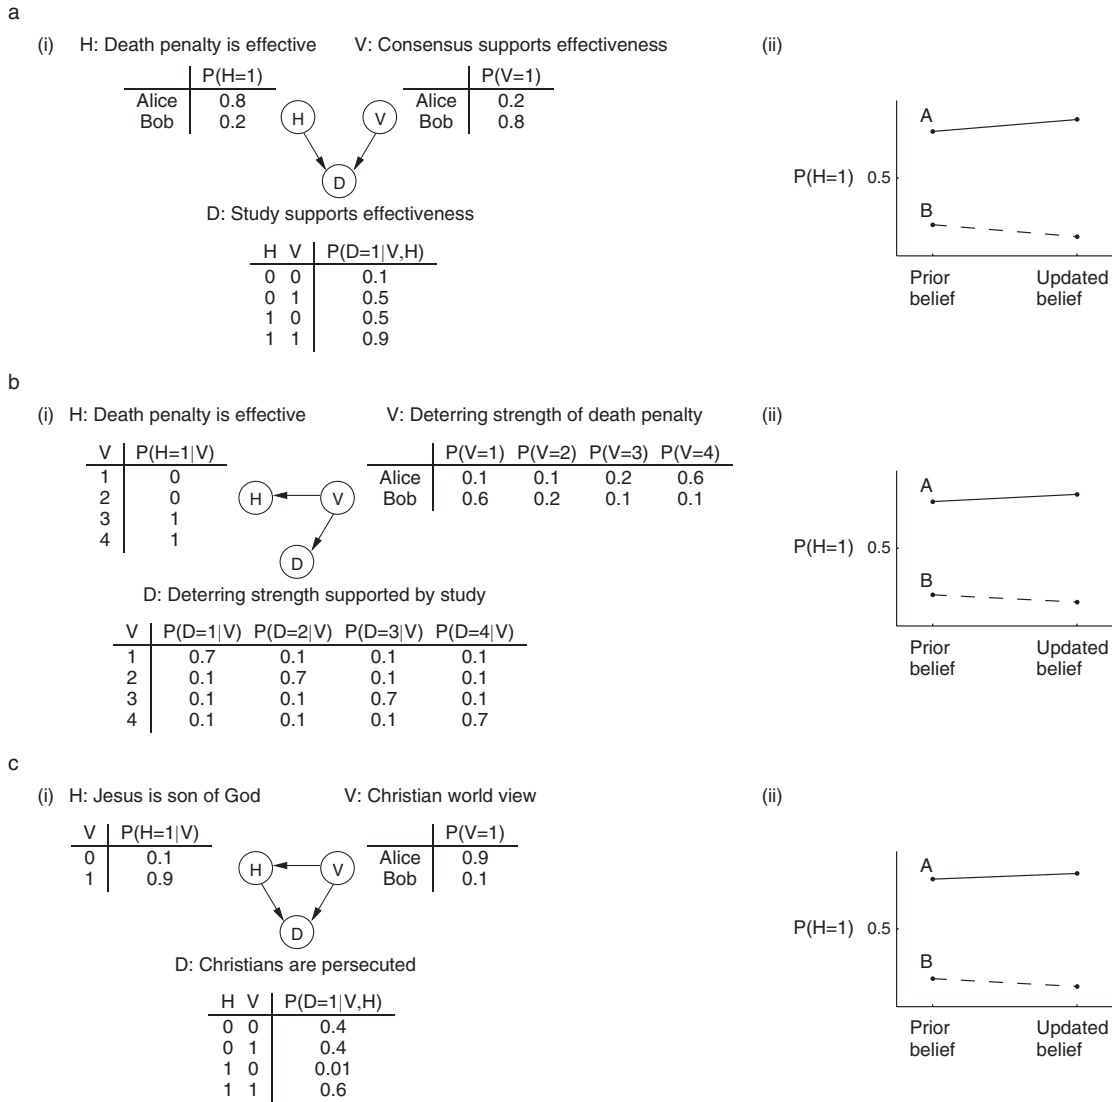 a
(i) H: Death penalty is effective V: Consensus supports effectiveness (ii)
P(H=1) P(V=1)
Alice 0.8 Alice 0.2
Bob 0.2 H V Bob 0.8
A
D P(H=1) 0.5
D: Study supports effectiveness
B
H V P(D=1|V,H)
0 0 0.1
0 1 0.5
1 0 0.5
1 1 0.9
Prior Updated
belief belief
b
(i) H: Death penalty is effective V: Deterring strength of death penalty (ii)
V P(H=1|V) P(V=1) P(V=2) P(V=3) P(V=4)
1 0 Alice 0.1 0.1 0.2 0.6
2 0 H V Bob 0.6 0.2 0.1 0.1
3 1
4 1
A
D P(H=1) 0.5
D: Deterring strength supported by study
B
V P(D=1|V) P(D=2|V) P(D=3|V) P(D=4|V)
1 0.7 0.1 0.1 0.1
2 0.1 0.7 0.1 0.1
3 0.1 0.1 0.7 0.1
4 0.1 0.1 0.1 0.7
Prior Updated
belief belief
c
(i) H: Jesus is son of God V: Christian world view (ii)
V P(H=1|V) P(V=1)
0 0.1 H V Alice 0.9
1 0.9 Bob 0.1
A
D P(H=1) 0.5
D: Christians are persecuted
B
H V P(D=1|V,H)
0 0 0.4
0 1 0.4
1 0 0.01
1 1 0.6
Prior Updated
belief belief